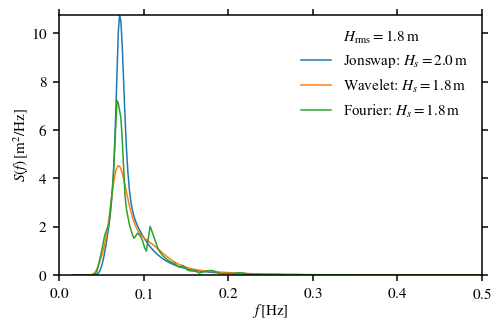 H_rms = 1.8 m
Jonswap: H_s = 2.0 m
Wavelet: H_s = 1.8 m
Fourier: H_s = 1.8 m
S(f) [m²/Hz]
10
8
6
4
2
0
0.0 0.1 0.2 0.3 0.4 0.5
f [Hz]